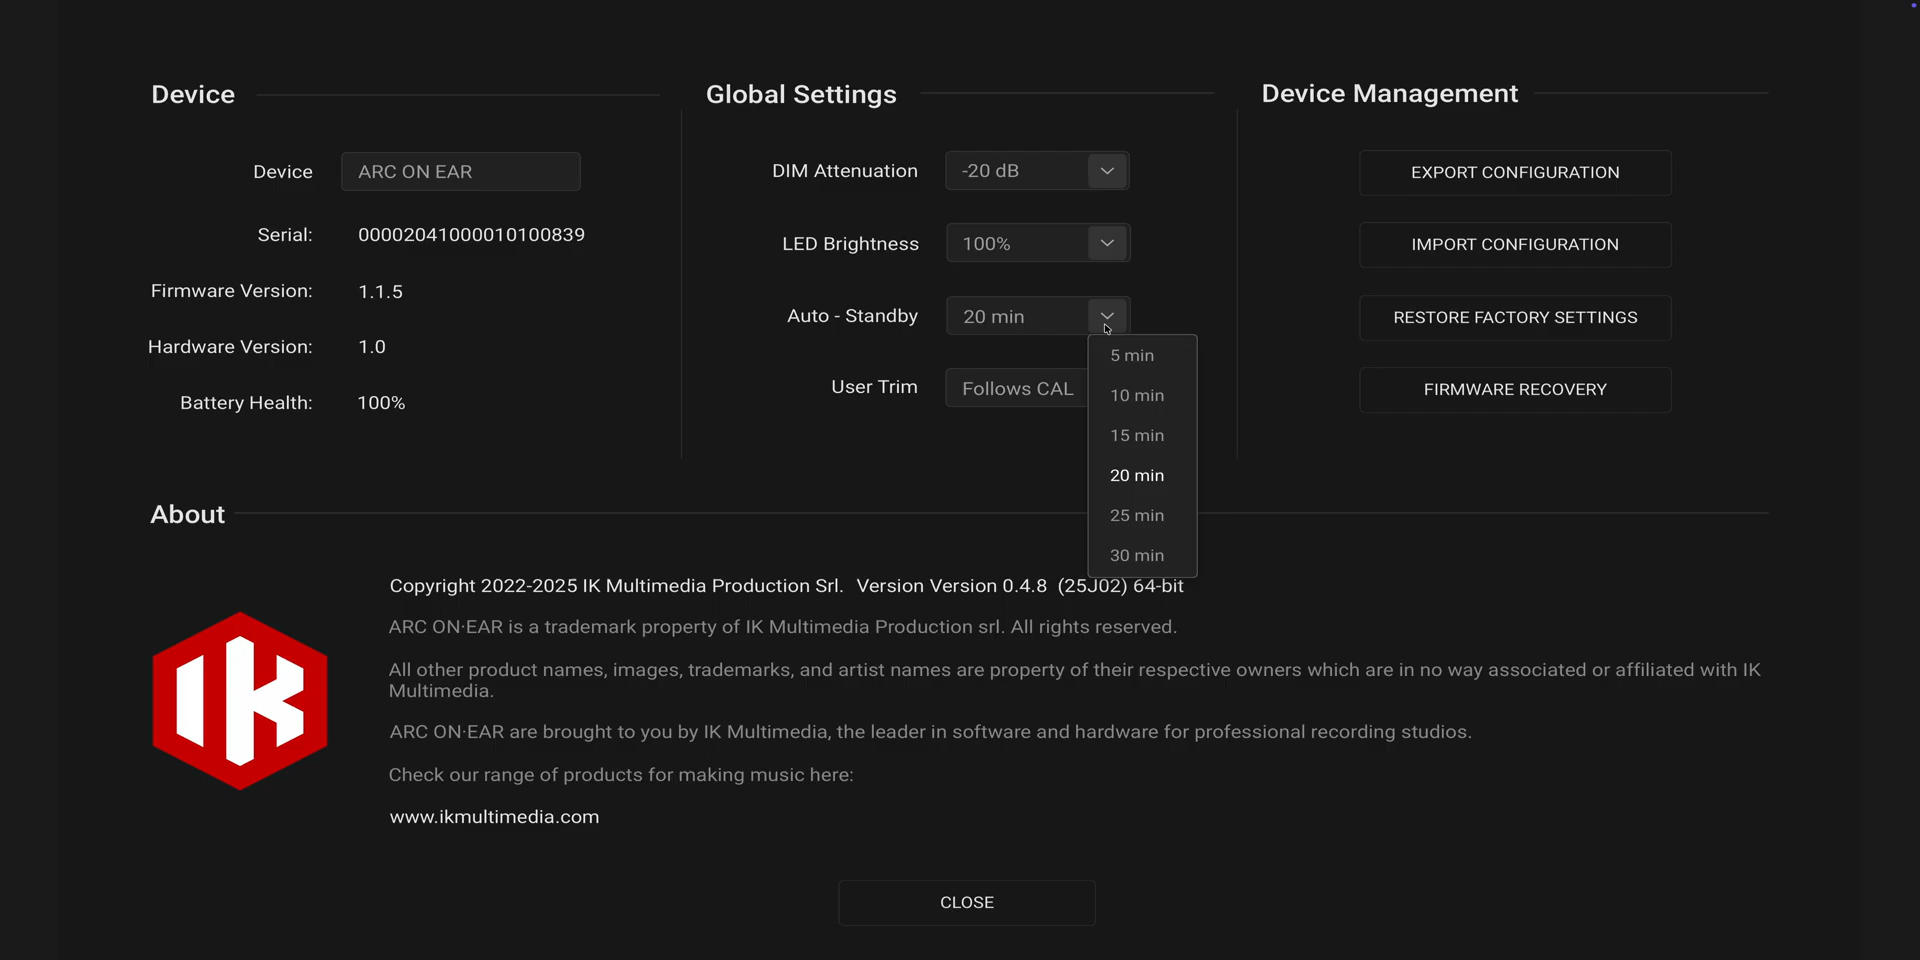 Device
Device ARC ON EAR
Serial: 00002041000010100839
Firmware Version: 1.1.5
Hardware Version: 1.0
Battery Health: 100%
Global Settings
DIM Attenuation -20 dB
LED Brightness 100%
Auto - Standby 20 min
5 min
10 min
15 min
20 min
25 min
30 min
User Trim Follows CAL
Device Management
EXPORT CONFIGURATION
IMPORT CONFIGURATION
RESTORE FACTORY SETTINGS
FIRMWARE RECOVERY
About
IK
Copyright 2022-2025 IK Multimedia Production Srl. Version Version 0.4.8 (25J02) 64-bit
ARC ON·EAR is a trademark property of IK Multimedia Production srl. All rights reserved.
All other product names, images, trademarks, and artist names are property of their respective owners which are in no way associated or affiliated with IK
Multimedia.
ARC ON·EAR are brought to you by IK Multimedia, the leader in software and hardware for professional recording studios.
Check our range of products for making music here:
www.ikmultimedia.com
CLOSE